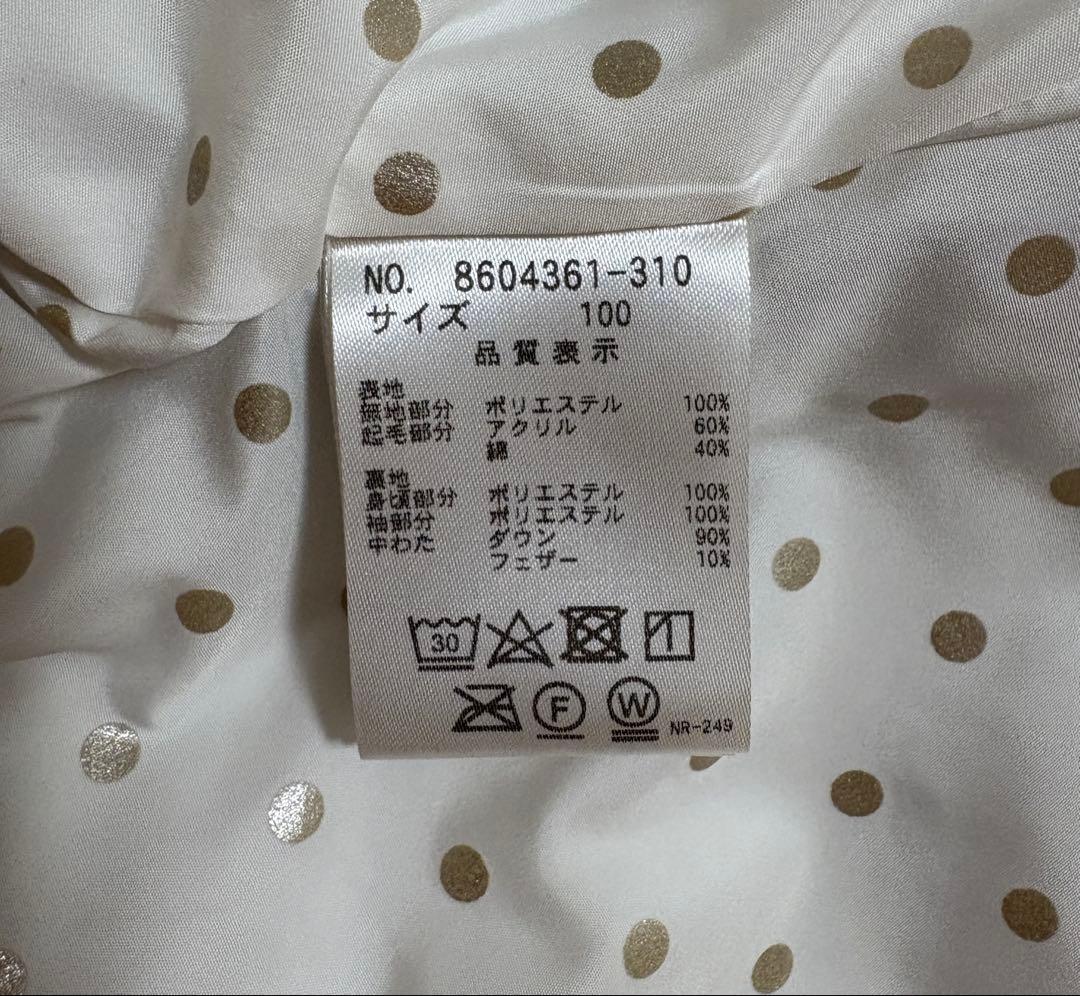 NO. 8604361-310
サイズ 100
品質表示
表地
無地部分 ポリエステル 100%
起毛部分 アクリル 60%
綿 40%
裏地
身頃部分 ポリエステル 100%
袖部分 ポリエステル 100%
中わた ダウン 90%
フェザー 10%
30
F W NR-249